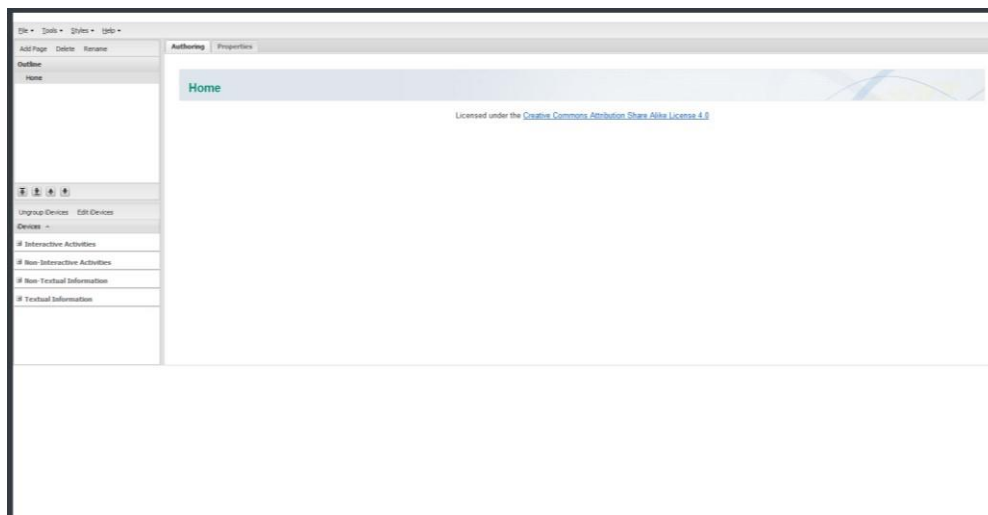 File Tools Styles Help
Add Page Delete Rename
Authoring Properties
Outline
Home
Home
Licensed under the Creative Commons Attribution Share Alike License 4.0
Ungroup iDevices Edit iDevices
iDevices
Interactive Activities
Non-Interactive Activities
Non-Textual Information
Textual Information